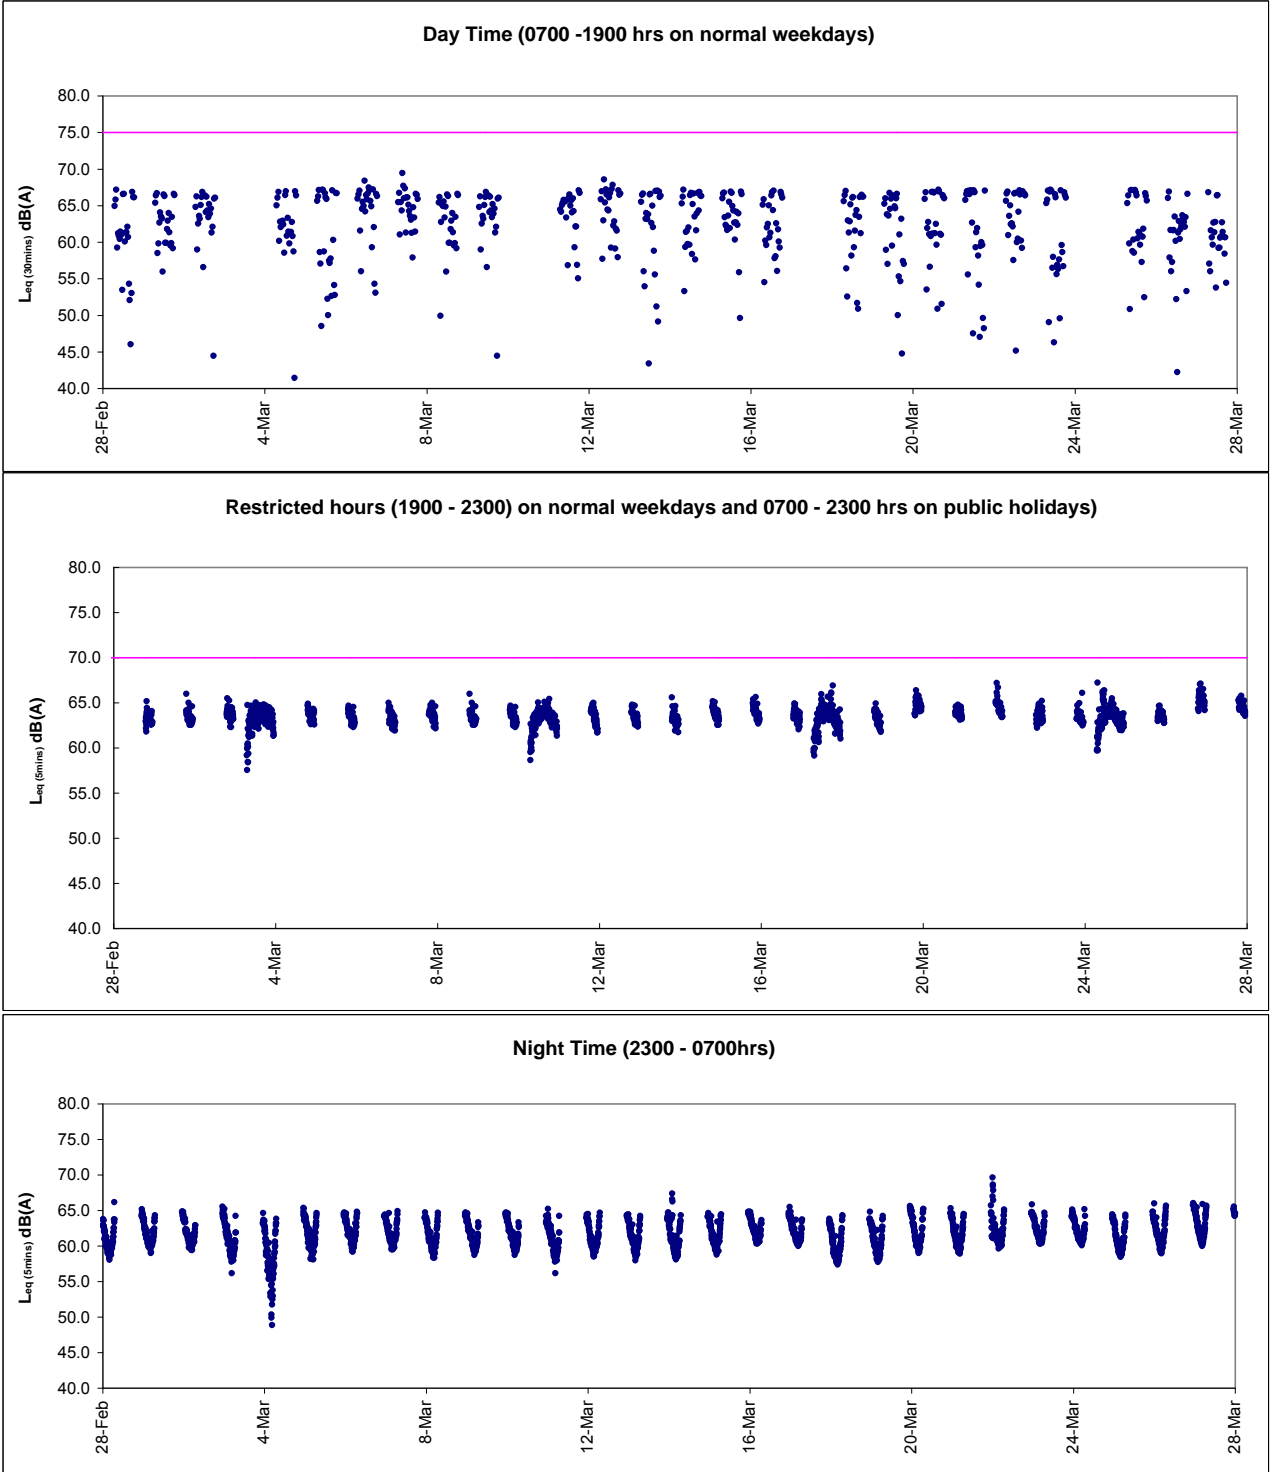 Day Time (0700 -1900 hrs on normal weekdays)
Leq (30mins) dB(A)
80.0
75.0
70.0
65.0
60.0
55.0
50.0
45.0
40.0
28-Feb
4-Mar
8-Mar
12-Mar
16-Mar
20-Mar
24-Mar
28-Mar
Restricted hours (1900 - 2300) on normal weekdays and 0700 - 2300 hrs on public holidays)
Leq (5mins) dB(A)
80.0
75.0
70.0
65.0
60.0
55.0
50.0
45.0
40.0
28-Feb
4-Mar
8-Mar
12-Mar
16-Mar
20-Mar
24-Mar
28-Mar
Night Time (2300 - 0700hrs)
Leq (5mins) dB(A)
80.0
75.0
70.0
65.0
60.0
55.0
50.0
45.0
40.0
28-Feb
4-Mar
8-Mar
12-Mar
16-Mar
20-Mar
24-Mar
28-Mar